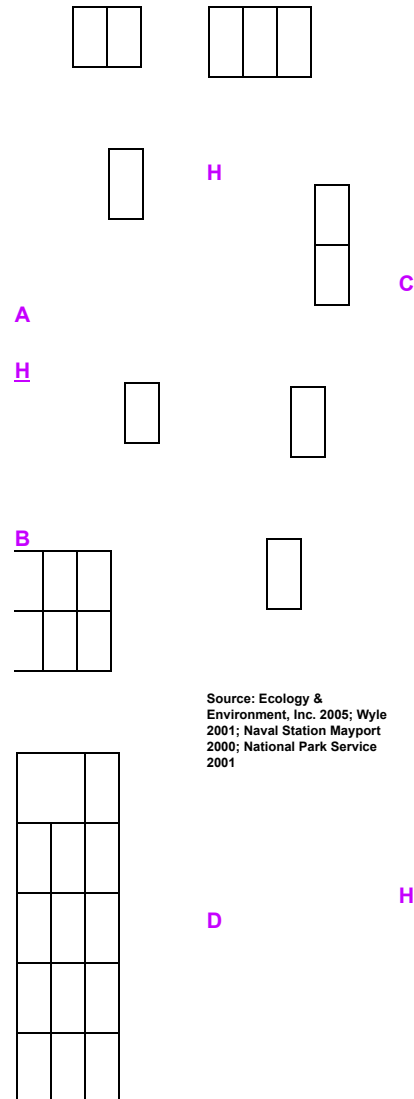 H
C
A
H
B
Source: Ecology &
Environment, Inc. 2005; Wyle
2001; Naval Station Mayport
2000; National Park Service
2001
H
D